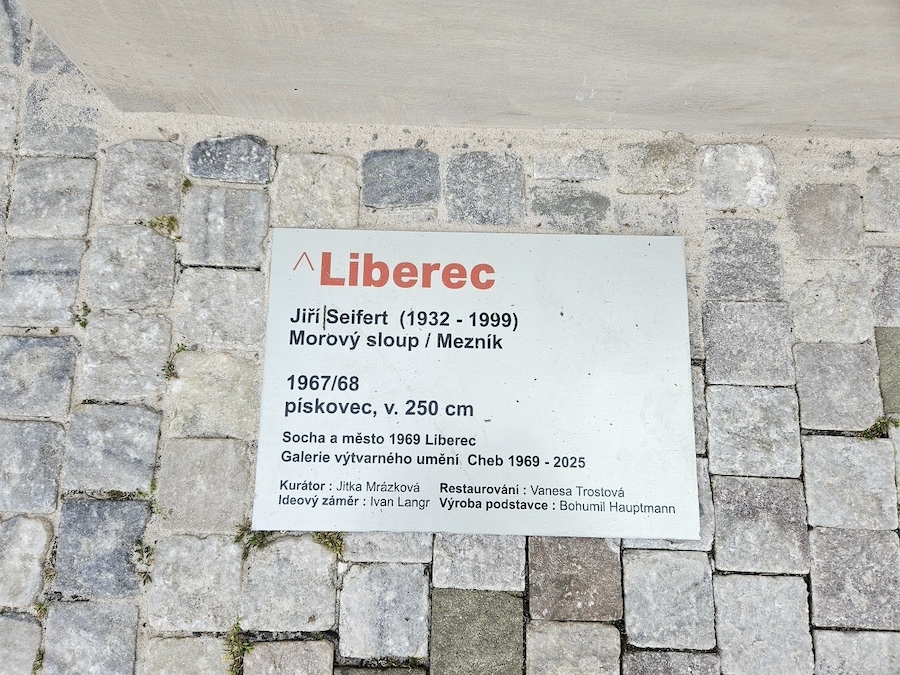 ^Liberec
Jiří Seifert (1932 - 1999)
Morový sloup / Mezník
1967/68
pískovec, v. 250 cm
Socha a město 1969 Liberec
Galerie výtvarného umění Cheb 1969 - 2025
Kurátor : Jitka Mrázková Restaurování : Vanesa Trostová
Ideový záměr : Ivan Langr Výroba podstavce : Bohumil Hauptmann